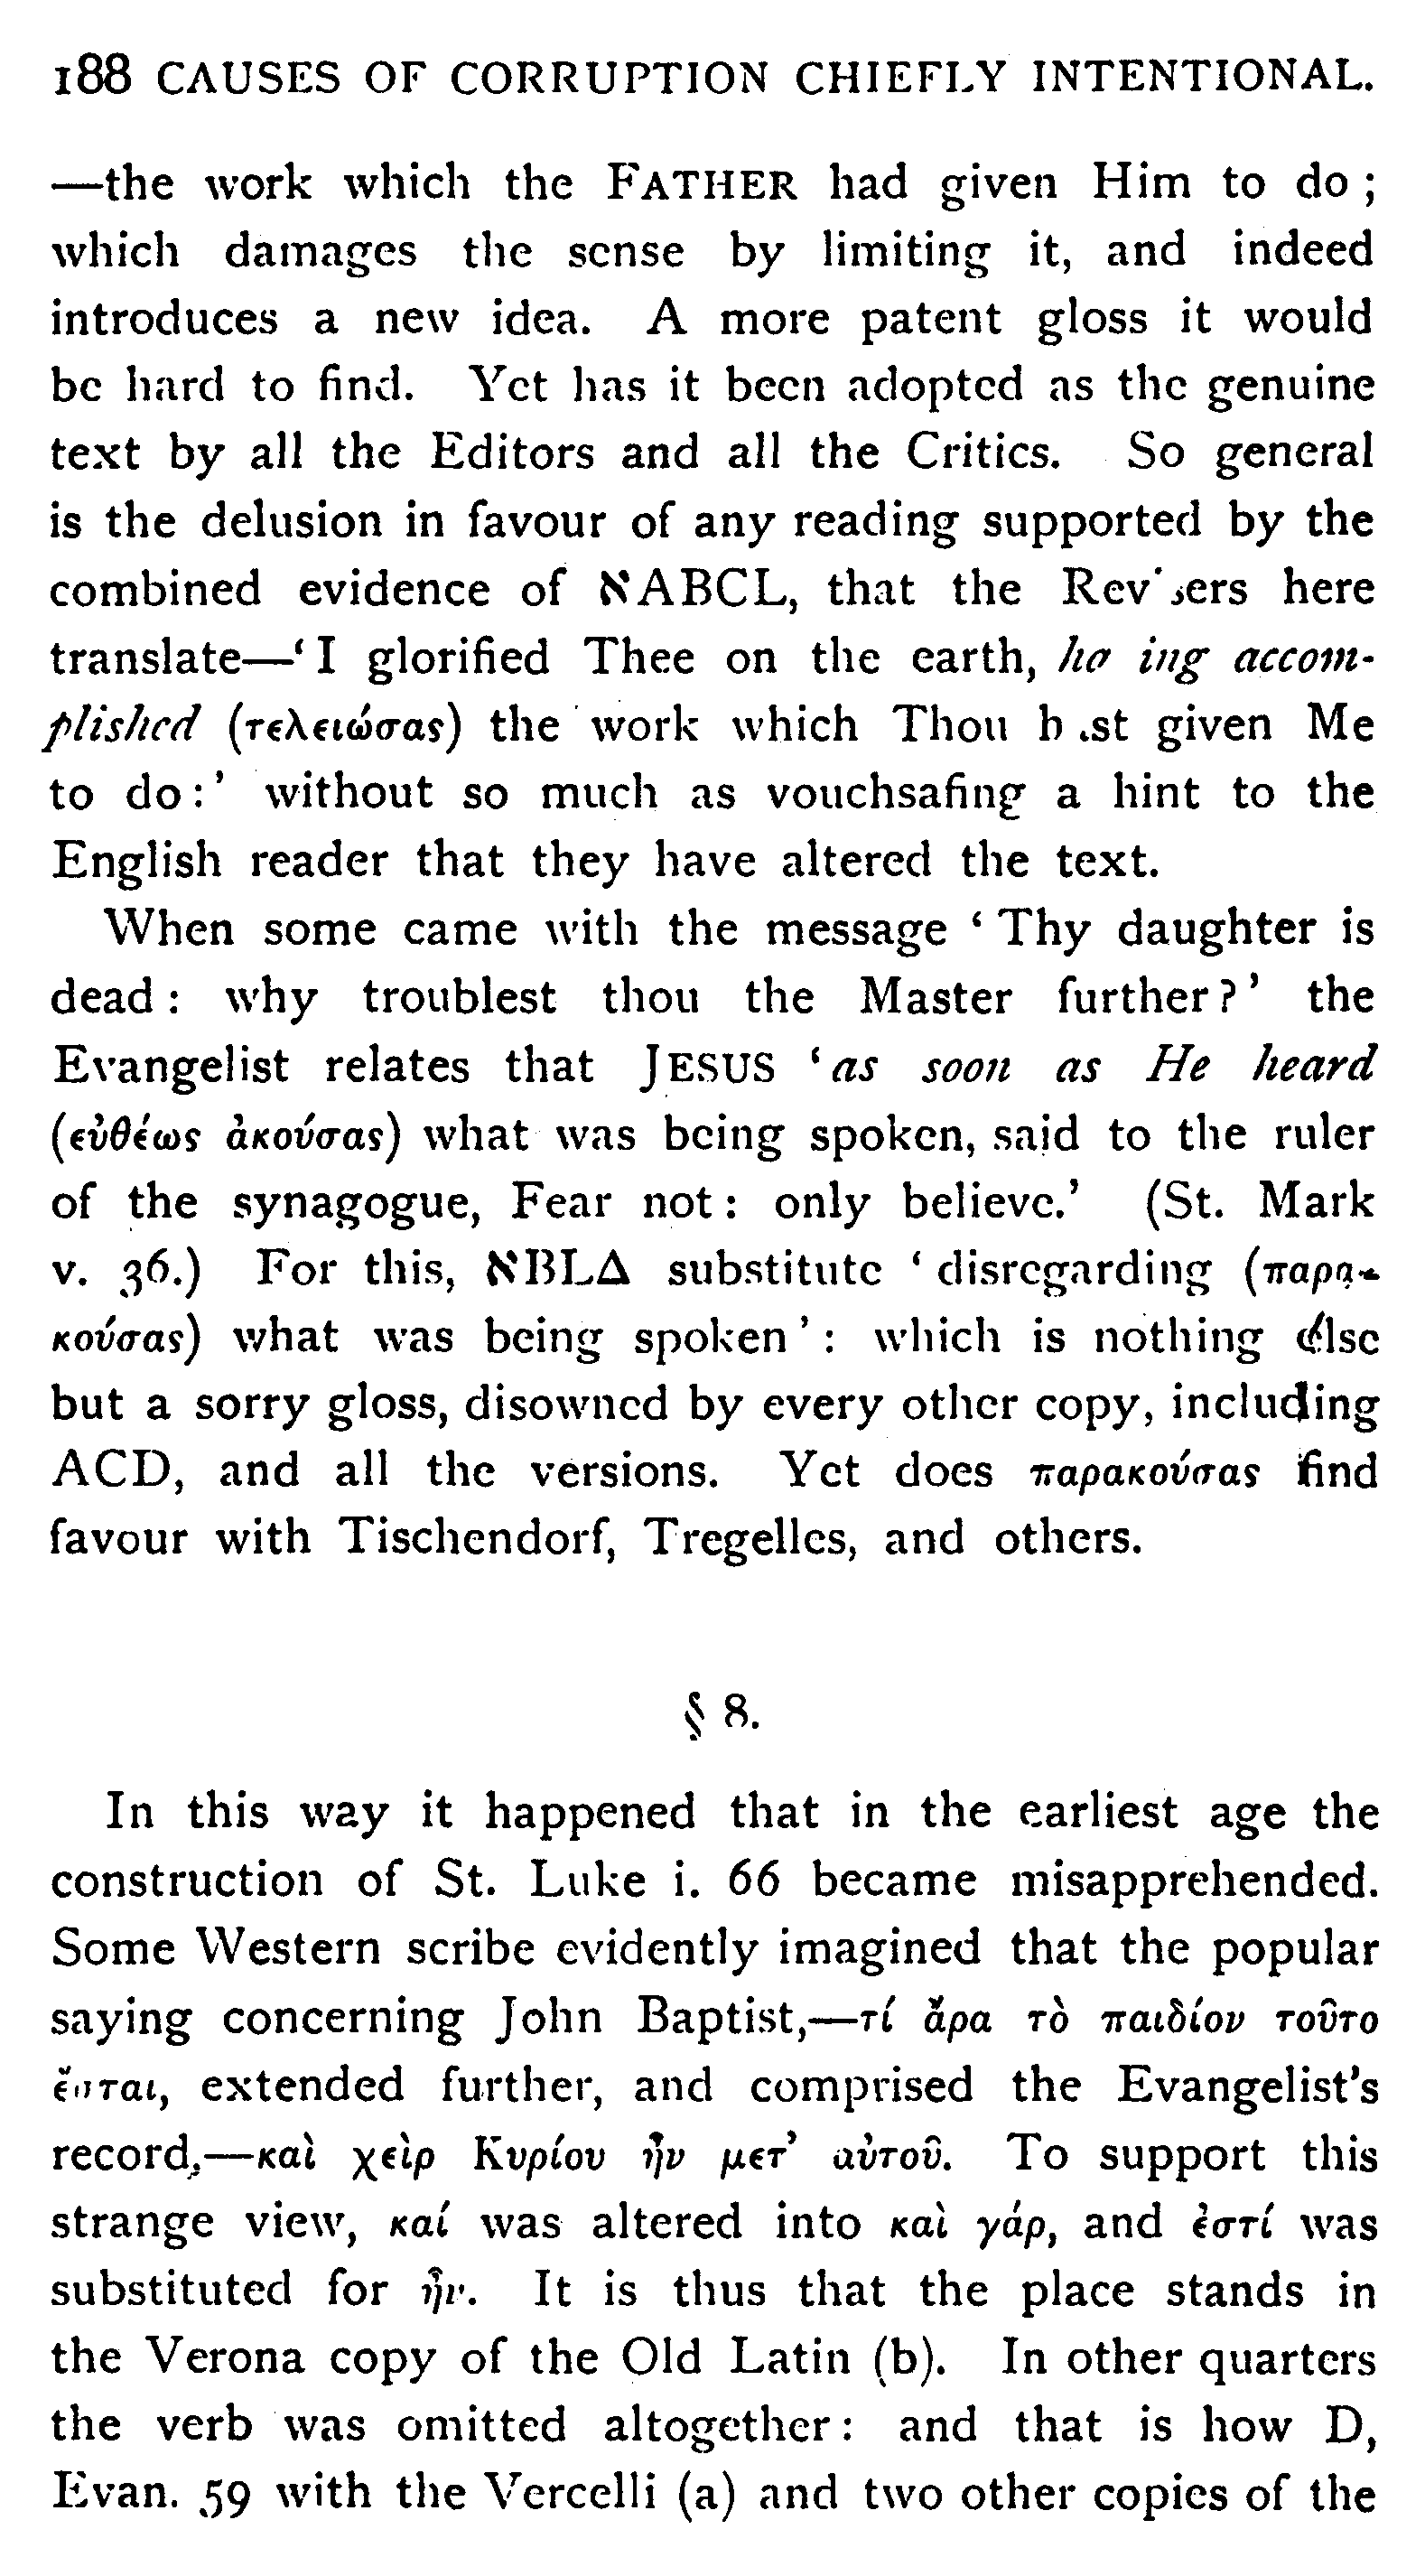 188 CAUSES OF CORRUPTION CHIEFLY INTENTIONAL.
—the work which the FATHER had given Him to do ;
which damages the sense by limiting it, and indeed
introduces a new idea. A more patent gloss it would
be hard to find. Yet has it been adopted as the genuine
text by all the Editors and all the Critics. So general
is the delusion in favour of any reading supported by the
combined evidence of אABCL, that the Revisers here
translate—‘I glorified Thee on the earth, having accom-
plished (τελειώσας) the work which Thou hast given Me
to do:’ without so much as vouchsafing a hint to the
English reader that they have altered the text.
When some came with the message ‘Thy daughter is
dead : why troublest thou the Master further?’ the
Evangelist relates that JESUS ‘as soon as He heard
(εὐθέως ἀκούσας) what was being spoken, said to the ruler
of the synagogue, Fear not : only believe.’ (St. Mark
v. 36.) For this, אBLΔ substitute ‘disregarding (παρα-
κούσας) what was being spoken’ : which is nothing else
but a sorry gloss, disowned by every other copy, including
ACD, and all the versions. Yet does παρακούσας find
favour with Tischendorf, Tregelles, and others.
§ 8.
In this way it happened that in the earliest age the
construction of St. Luke i. 66 became misapprehended.
Some Western scribe evidently imagined that the popular
saying concerning John Baptist,—τί ἄρα τὸ παιδίον τοῦτο
ἔσται, extended further, and comprised the Evangelist's
record,—καὶ χεὶρ Κυρίου ἦν μετ’ αὐτοῦ. To support this
strange view, καί was altered into καὶ γάρ, and ἐστί was
substituted for ἦν. It is thus that the place stands in
the Verona copy of the Old Latin (b). In other quarters
the verb was omitted altogether : and that is how D,
Evan. 59 with the Vercelli (a) and two other copies of the